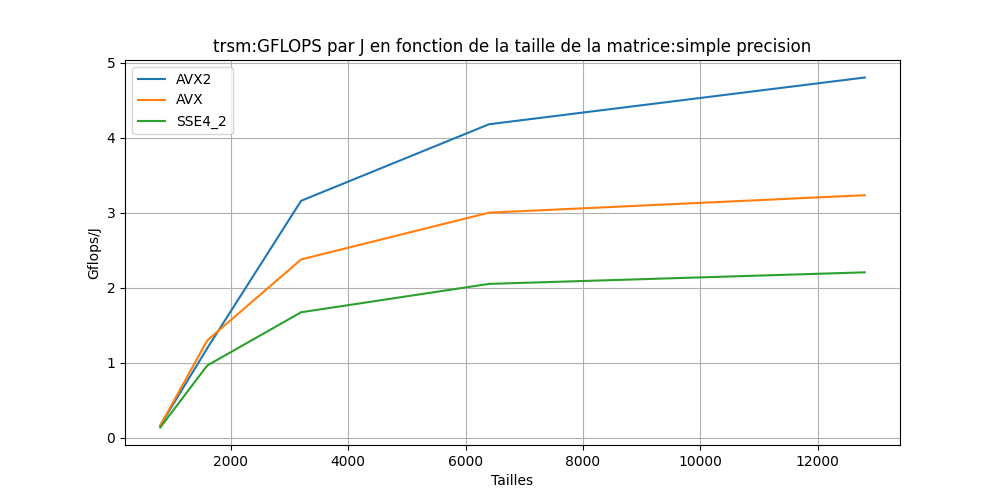 trsm:GFLOPS par J en fonction de la taille de la matrice:simple precision
AVX2
AVX
SSE4_2
Gflops/J
5
4
3
2
1
0
2000 4000 6000 8000 10000 12000
Tailles